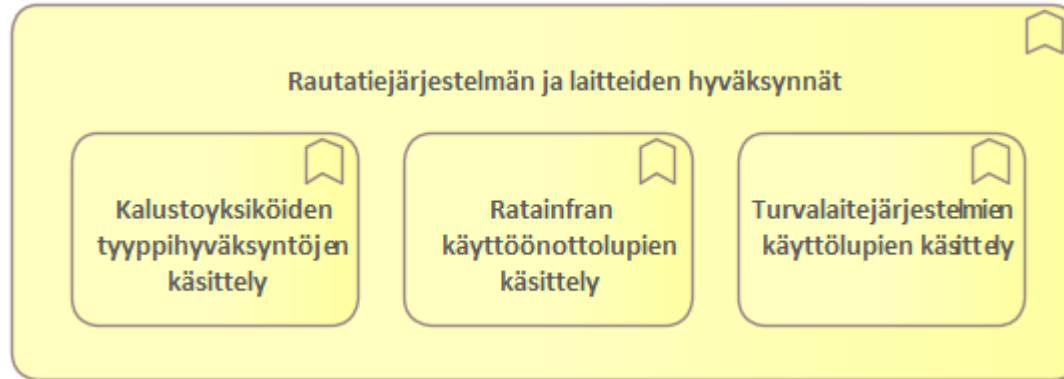 Rautatiejärjestelmän ja laitteiden hyväksynnät
Kalustoyksiköiden
tyyppihyväksyntöjen
käsittely
Ratainfran
käyttöönottolupien
käsittely
Turvalaitejärjestelmien
käyttölupien käsittely